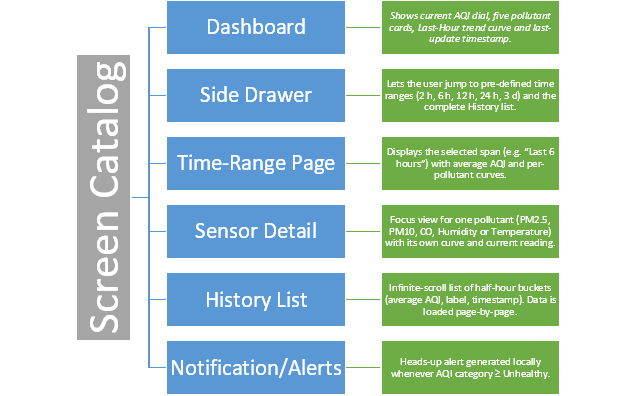 Screen Catalog
Dashboard
Shows current AQI dial, five pollutant
cards, Last-Hour trend curve and last-
update timestamp.
Side Drawer
Lets the user jump to pre-defined time
ranges (2 h, 6 h, 12 h, 24 h, 3 d) and the
complete History list.
Time-Range Page
Displays the selected span (e.g. “Last 6
hours”) with average AQI and per-
pollutant curves.
Sensor Detail
Focus view for one pollutant (PM2.5,
PM10, CO, Humidity or Temperature)
with its own curve and current reading.
History List
Infinite-scroll list of half-hour buckets
(average AQI, label, timestamp). Data is
loaded page-by-page.
Notification/Alerts
Heads-up alert generated locally
whenever AQI category ≥ Unhealthy.